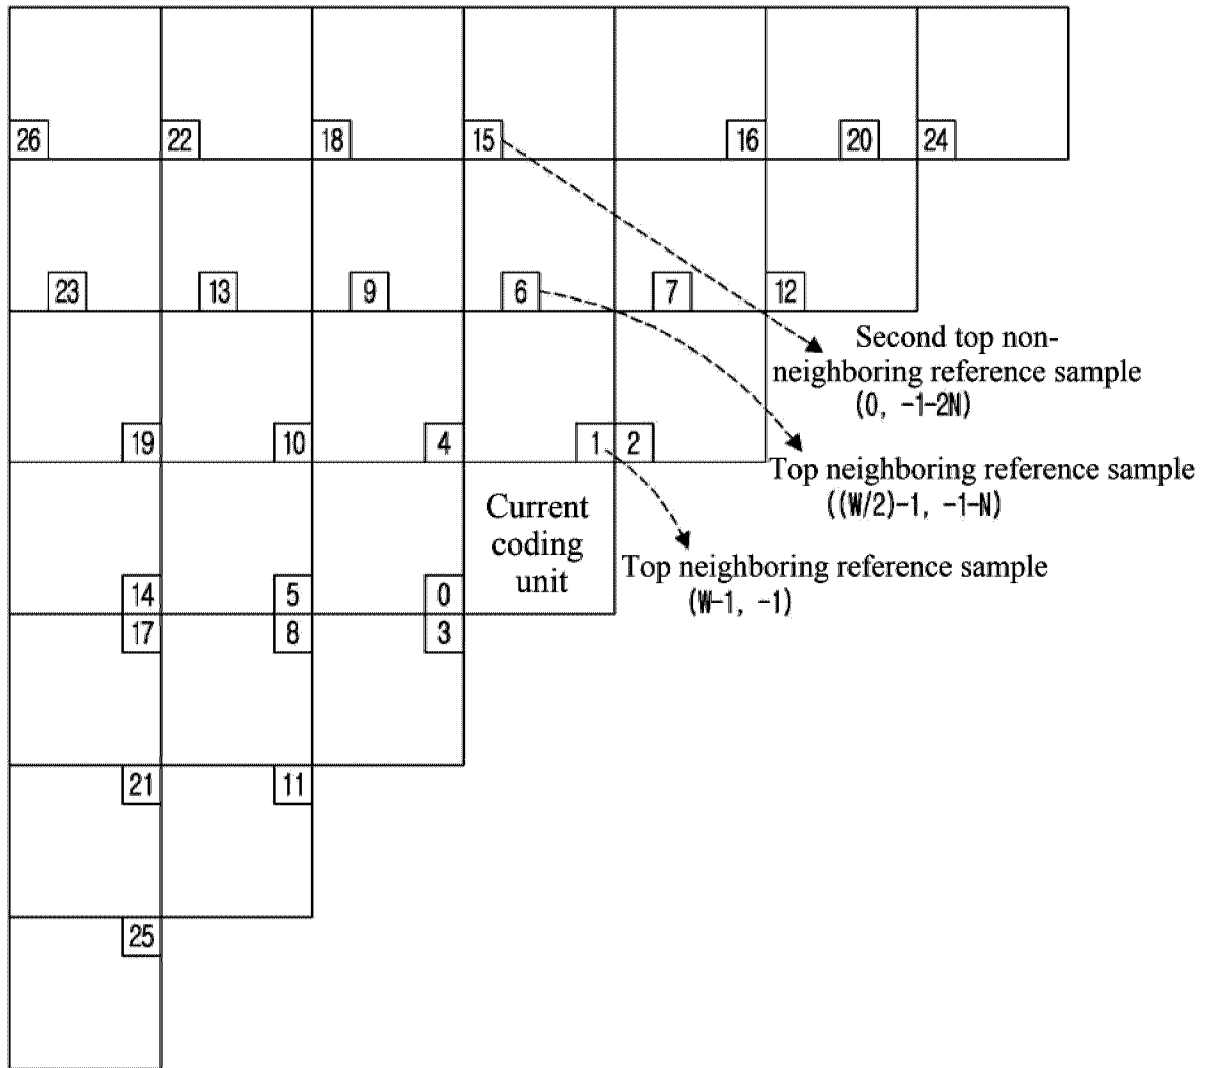 26 22 18 15 16 20 24
23 13 9 6 7 12
Second top non-
neighboring reference sample
(0, -1-2N)
19 10 4 1 2
Top neighboring reference sample
((W/2)-1, -1-N)
Current
coding
unit
Top neighboring reference sample
(W-1, -1)
14 5 0
17 8 3
21 11
25